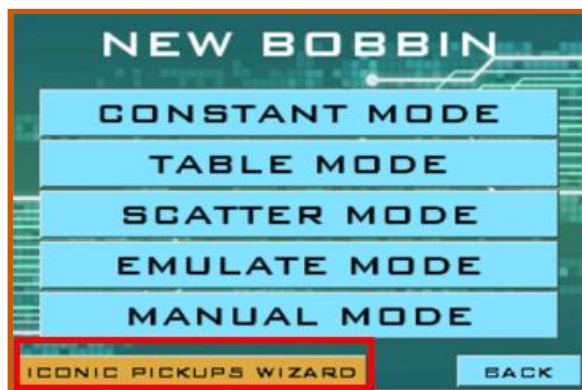 NEW BOBBIN
CONSTANT MODE
TABLE MODE
SCATTER MODE
EMULATE MODE
MANUAL MODE
ICONIC PICKUPS WIZARD
BACK